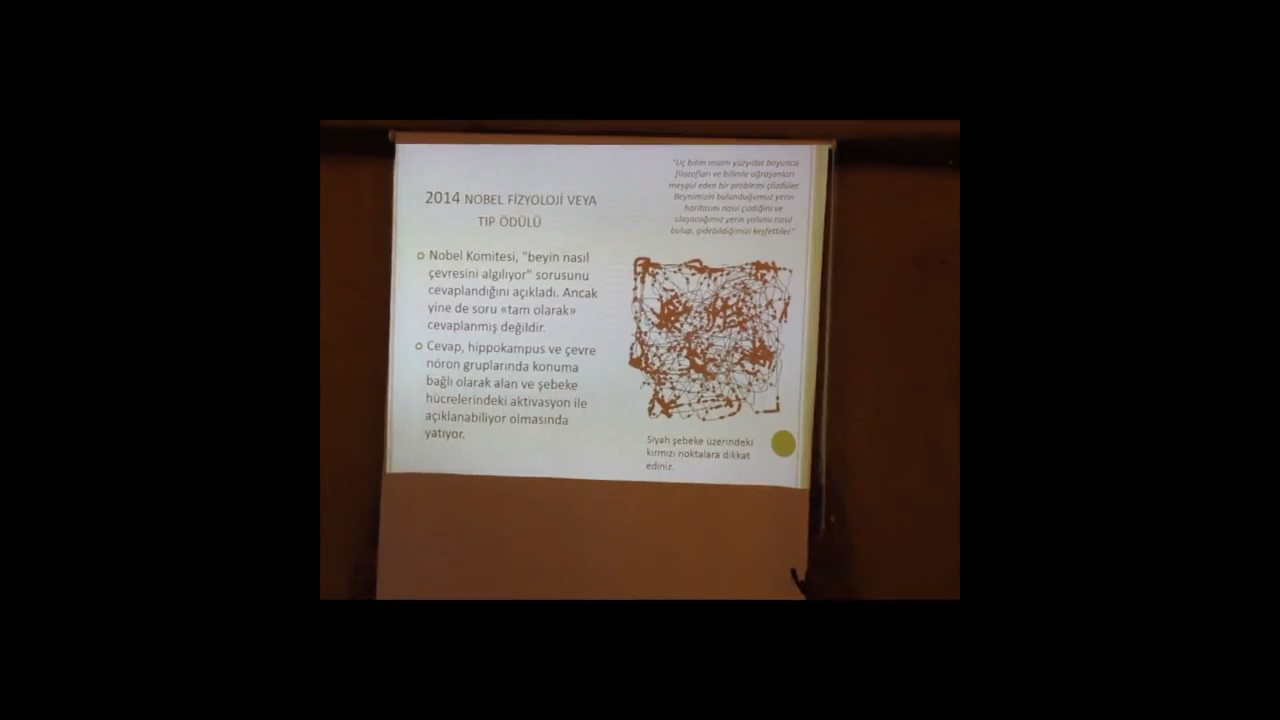 2014 NOBEL FİZYOLOJİ VEYA
TIP ÖDÜLÜ
Nobel Komitesi, "beyin nasıl
çevresini algılıyor" sorusunu
cevaplandığını açıkladı. Ancak
yine de soru «tam olarak»
cevaplanmış değildir.
Cevap, hippokampus ve çevre
nöron gruplarında konuma
bağlı olarak alan ve şebeke
hücrelerindeki aktivasyon ile
açıklanabiliyor olmasında
yatıyor.
"Üç bilim insanı yüzyıllar boyunca
filozofları ve bilimle uğraşanları
meşgul eden bir problemi çözdüler.
Beynimizin bulunduğumuz yerin
haritasını nasıl çizdiğini ve
ulaşacağımız yerin yolunu nasıl
bulup, gidebildiğimizi keşfettiler."
Siyah şebeke üzerindeki
kırmızı noktalara dikkat
ediniz.